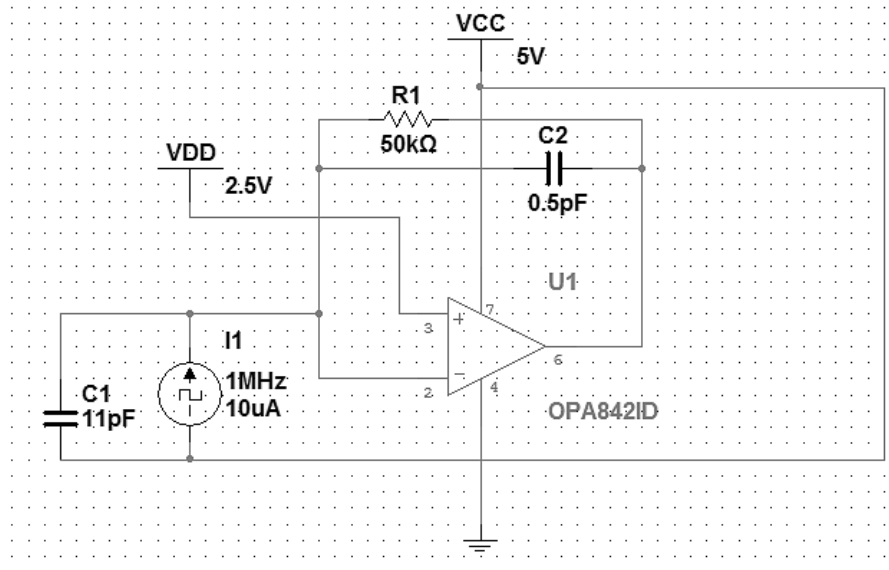 VCC
5V
R1
50kΩ
C2
0.5pF
VDD
2.5V
U1
7
3
+
6
I1
1MHz
10uA
−
2
4
C1
11pF
OPA842ID